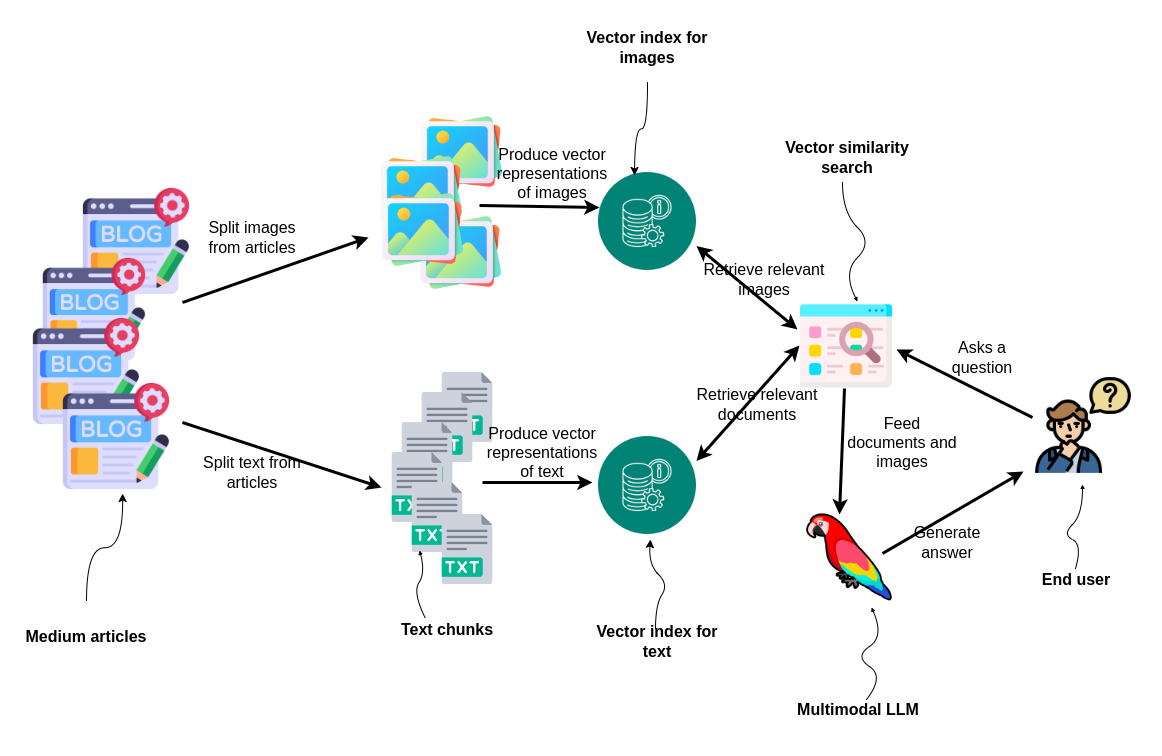 Vector index for
images
Vector similarity
search
Produce vector
representations
of images
BLOG
Split images
from articles
Retrieve relevant
images
BLOG
BLOG
Asks a
question
?
Retrieve relevant
documents
BLOG
Feed
documents and
images
Produce vector
representations
of text
Split text from
articles
TX
TXT
TXT
Generate
answer
End user
Medium articles
Text chunks
Vector index for
text
Multimodal LLM